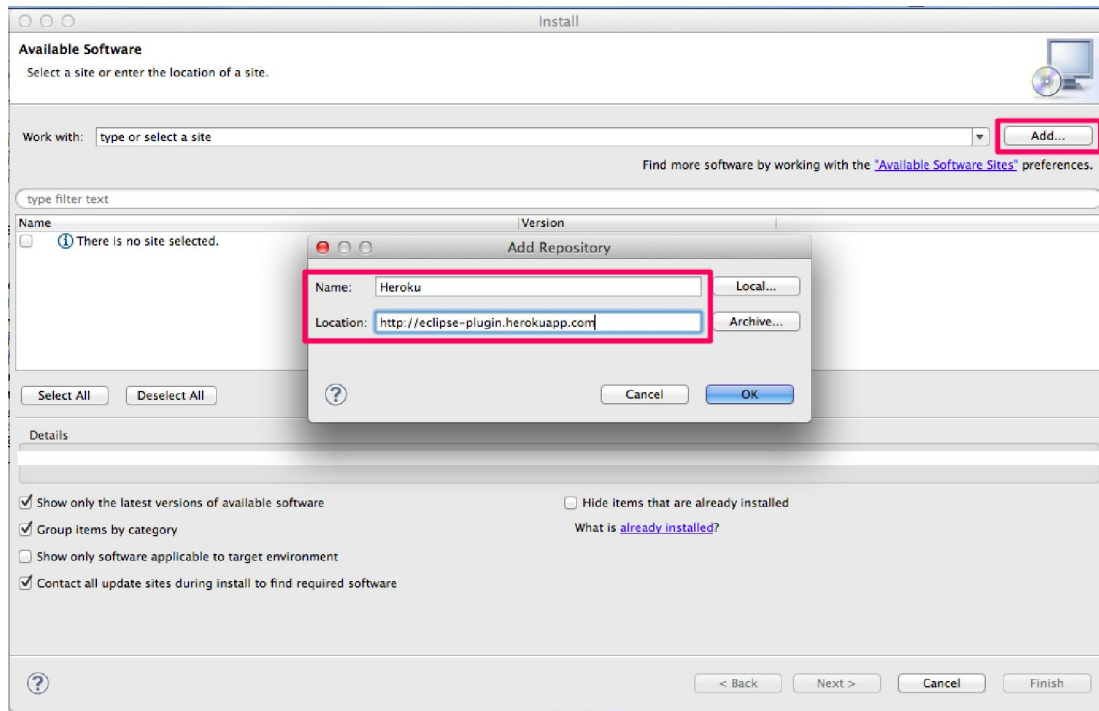 Install
Available Software
Select a site or enter the location of a site.
Work with: type or select a site Add...
Find more software by working with the "Available Software Sites" preferences.
type filter text
Name Version
There is no site selected.
Add Repository
Name: Heroku Local...
Location: http://eclipse-plugin.herokuapp.com Archive...
? Cancel OK
Select All Deselect All
Details
Show only the latest versions of available software Hide items that are already installed
Group items by category What is already installed?
Show only software applicable to target environment
Contact all update sites during install to find required software
? < Back Next > Cancel Finish